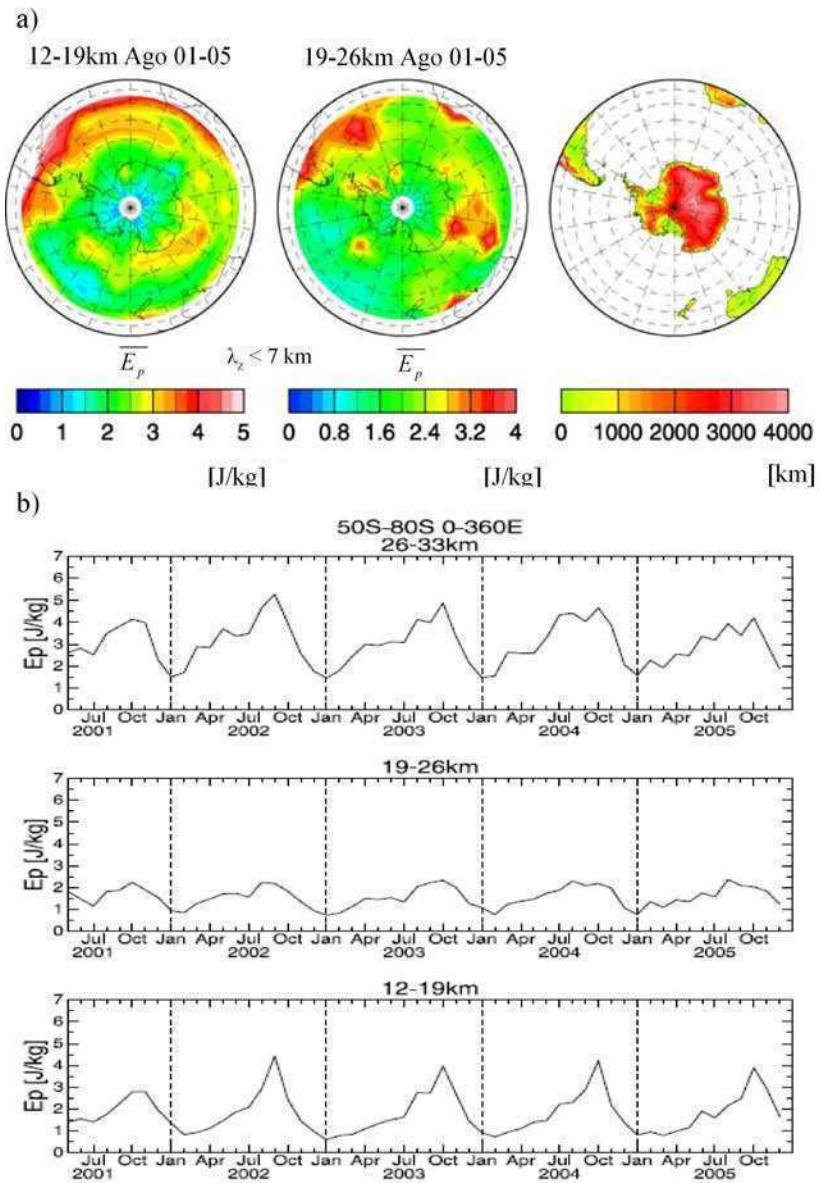 a)
12-19km Ago 01-05 19-26km Ago 01-05
E_p λ_z < 7 km E_p
0 1 2 3 4 5 0 0.8 1.6 2.4 3.2 4 0 1000 2000 3000 4000
[J/kg] [J/kg] [km]
b)
50S-80S 0-360E
26-33km
Ep [J/kg]
7
6
5
4
3
2
1
0
Jul Oct Jan Apr Jul Oct Jan Apr Jul Oct Jan Apr Jul Oct Jan Apr Jul Oct
2001 2002 2003 2004 2005
19-26km
Ep [J/kg]
7
6
5
4
3
2
1
0
Jul Oct Jan Apr Jul Oct Jan Apr Jul Oct Jan Apr Jul Oct Jan Apr Jul Oct
2001 2002 2003 2004 2005
12-19km
Ep [J/kg]
7
6
5
4
3
2
1
0
Jul Oct Jan Apr Jul Oct Jan Apr Jul Oct Jan Apr Jul Oct Jan Apr Jul Oct
2001 2002 2003 2004 2005